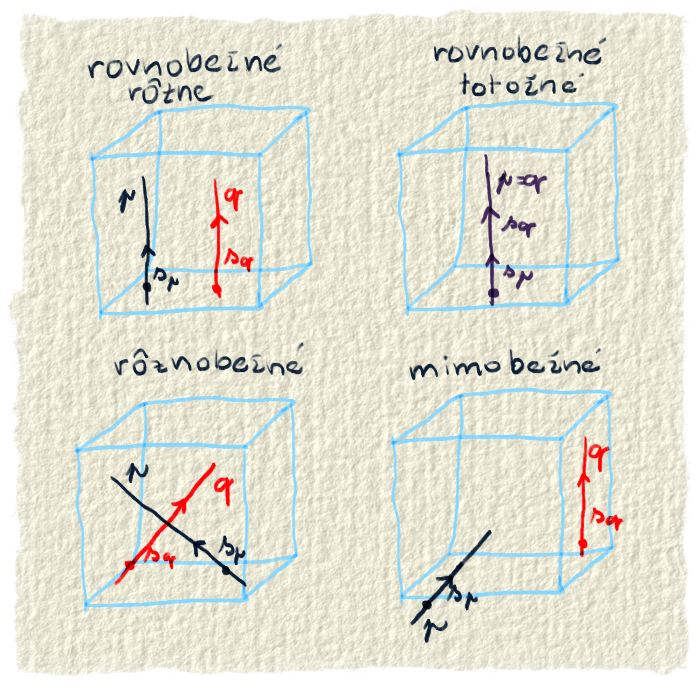 rovnobežné
rôzne
rovnobežné
totožné
p
q
s_p
s_q
p=q
s_q
s_p
rôznobežné
mimobežné
p
q
s_q
s_p
q
s_q
s_p
p